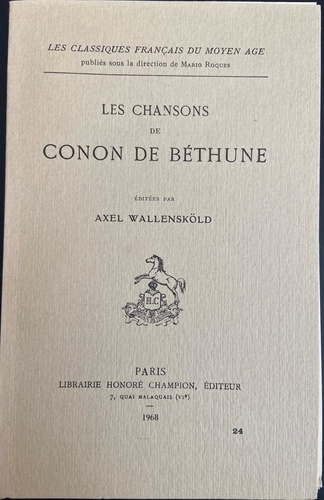 LES CLASSIQUES FRANÇAIS DU MOYEN AGE
publiés sous la direction de MARIO ROQUES
LES CHANSONS
DE
CONON DE BÉTHUNE
ÉDITÉES PAR
AXEL WALLENSKÖLD
H.C
PARIS
LIBRAIRIE HONORÉ CHAMPION, ÉDITEUR
7, QUAI MALAQUAIS (VIᵉ)
—
1968
24